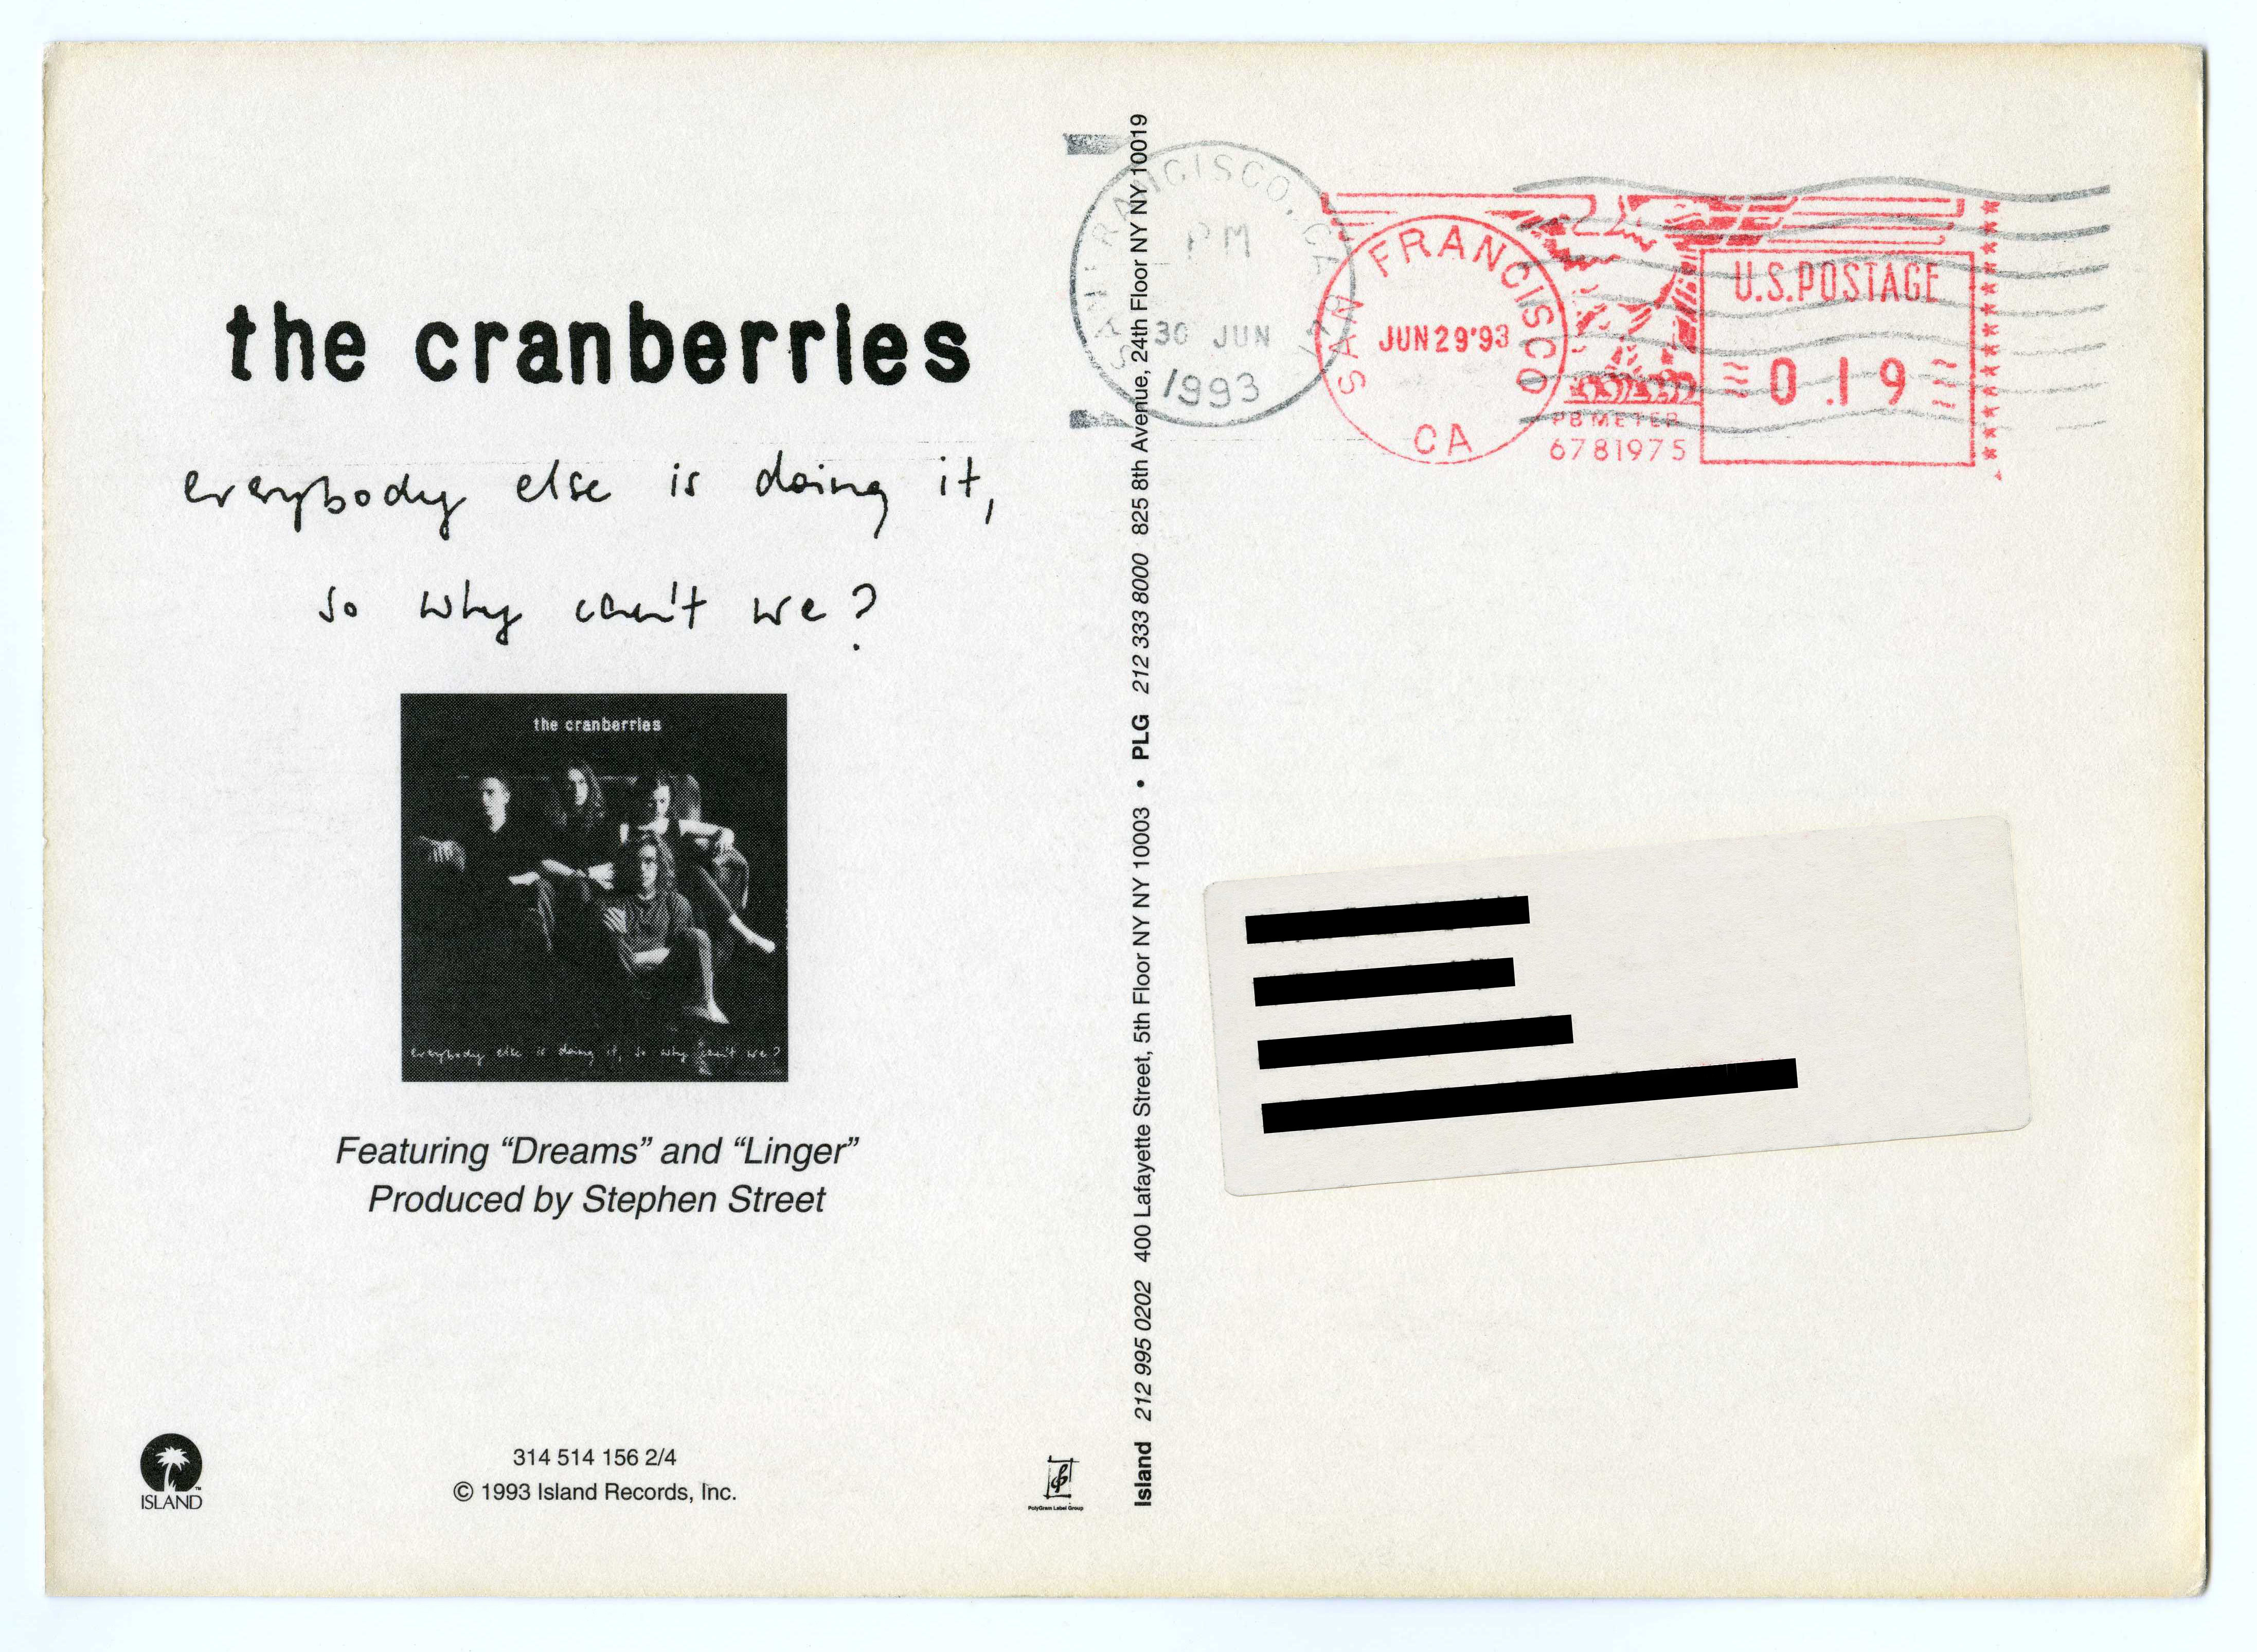 the cranberries
everybody else is doing it,
so why can't we?
the cranberries
everybody else is doing it, so why can't we?
Featuring “Dreams” and “Linger”
Produced by Stephen Street
ISLAND
314 514 156 2/4
© 1993 Island Records, Inc.
PolyGram Label Group
Island 212 995 0202 400 Lafayette Street, 5th Floor NY NY 10003 • PLG 212 333 8000 825 8th Avenue, 24th Floor NY NY 10019
SAN FRANCISCO, CA
PM
30 JUN
1993
SAN FRANCISCO
JUN 29 '93
CA
PB METER
6781975
U.S. POSTAGE
0.19